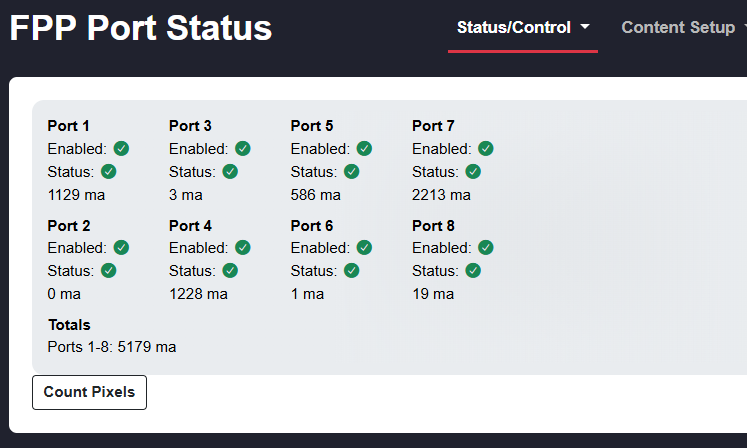 FPP Port Status
Status/Control
Content Setup
Port 1
Enabled:
Status:
1129 ma
Port 3
Enabled:
Status:
3 ma
Port 5
Enabled:
Status:
586 ma
Port 7
Enabled:
Status:
2213 ma
Port 2
Enabled:
Status:
0 ma
Port 4
Enabled:
Status:
1228 ma
Port 6
Enabled:
Status:
1 ma
Port 8
Enabled:
Status:
19 ma
Totals
Ports 1-8: 5179 ma
Count Pixels